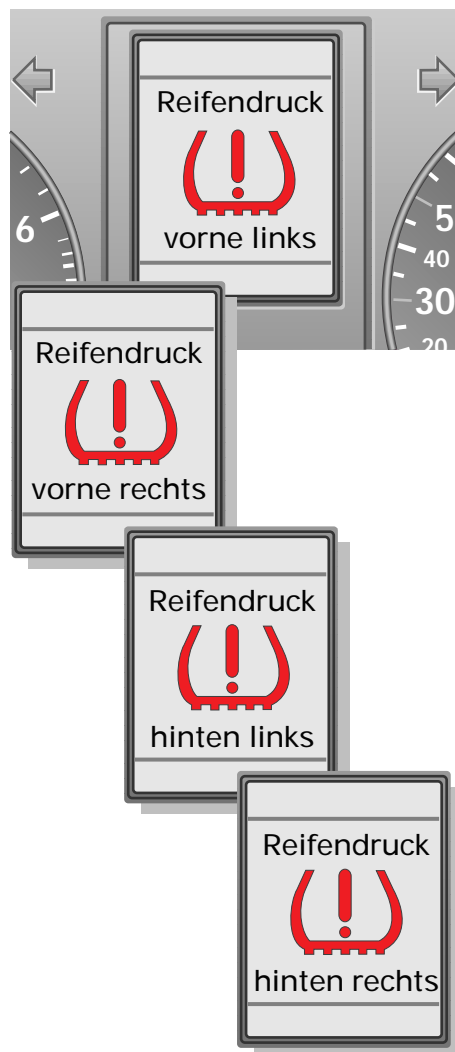 Reifendruck
vorne links
6
5
40
30
20
Reifendruck
vorne rechts
Reifendruck
hinten links
Reifendruck
hinten rechts